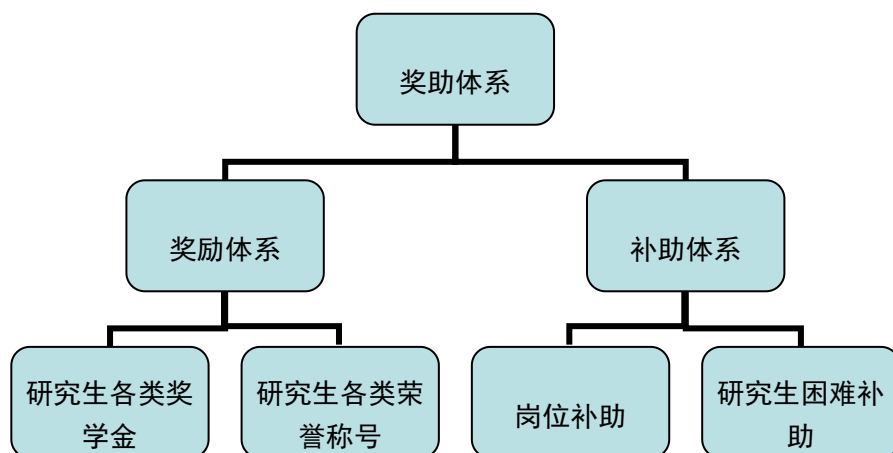 奖助体系
奖励体系
补助体系
研究生各类奖
学金
研究生各类荣
誉称号
岗位补助
研究生困难补
助